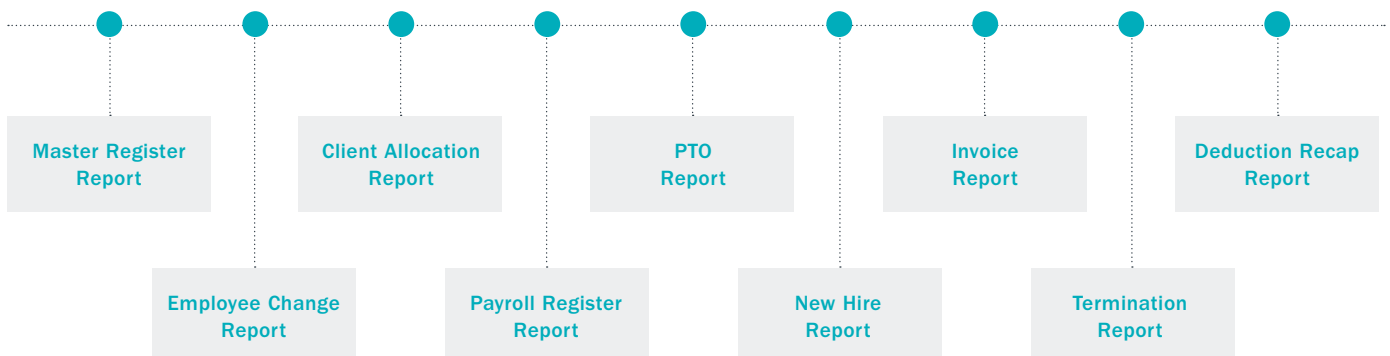 Master Register
Report
Client Allocation
Report
PTO
Report
Invoice
Report
Deduction Recap
Report
Employee Change
Report
Payroll Register
Report
New Hire
Report
Termination
Report